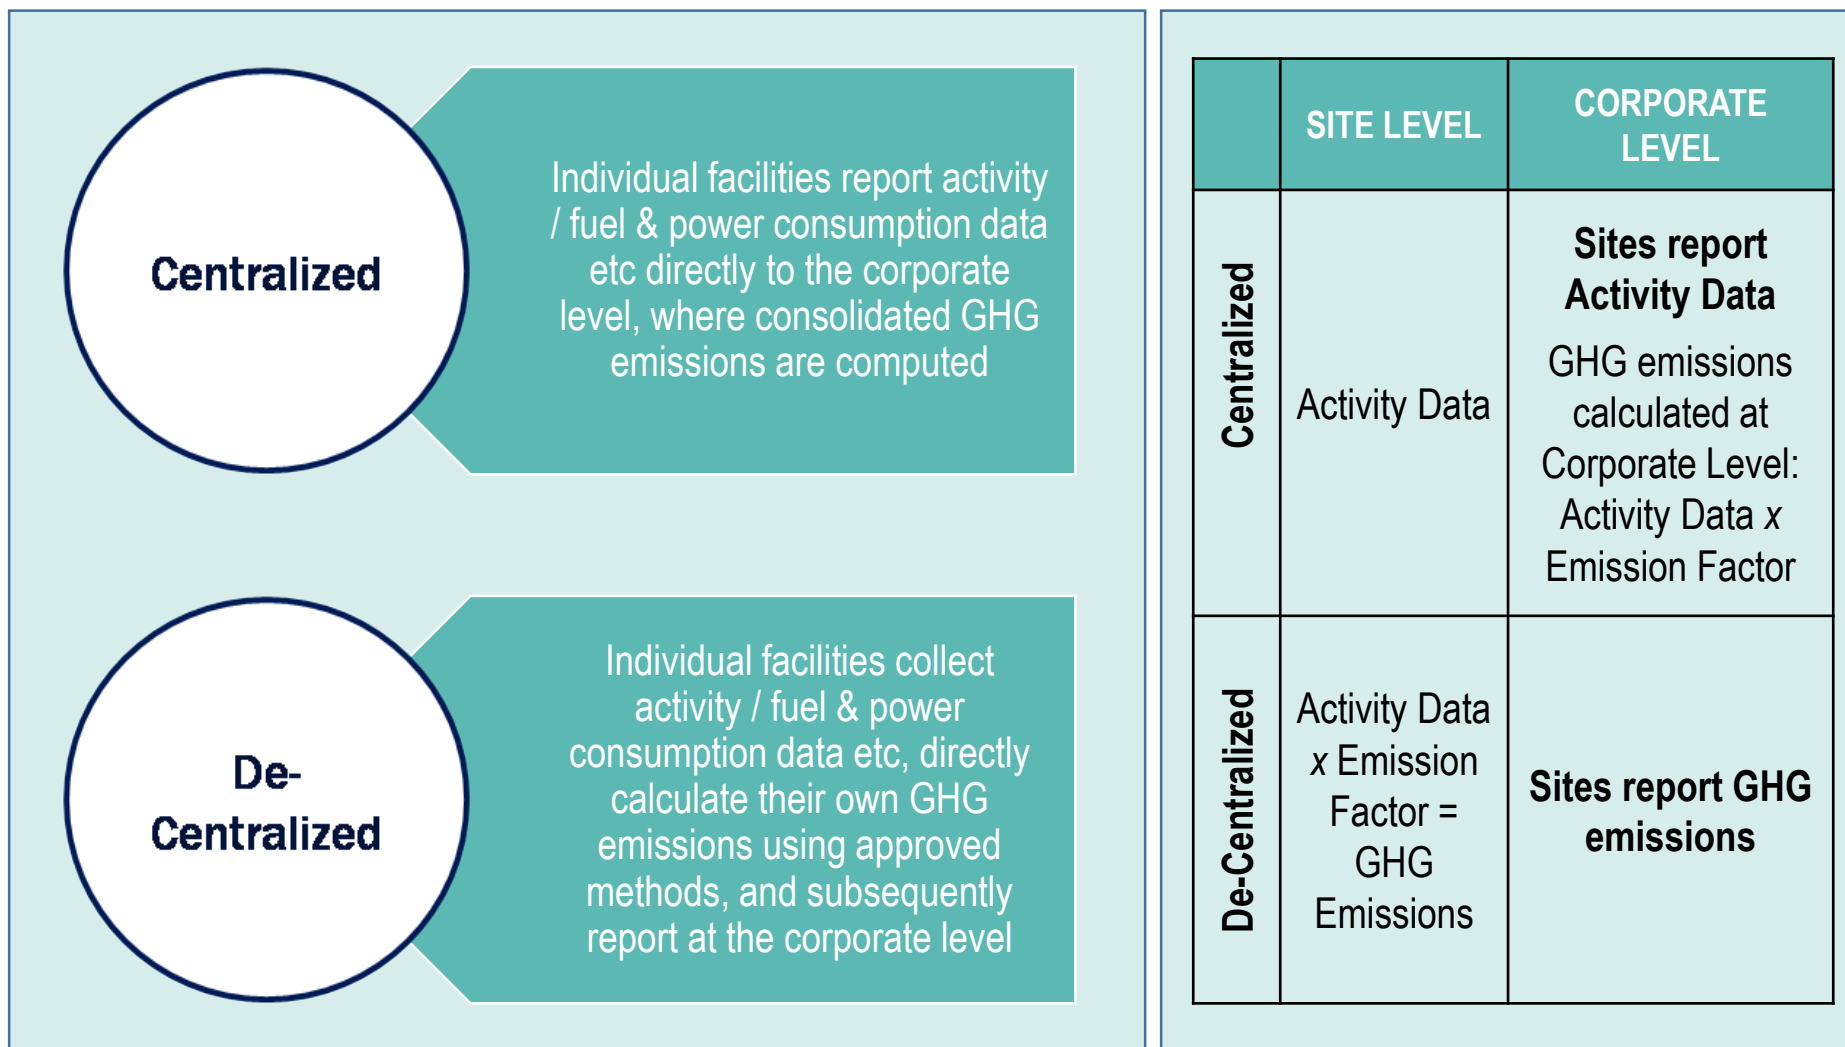 Centralized
Individual facilities report activity
/ fuel & power consumption data
etc directly to the corporate
level, where consolidated GHG
emissions are computed
De-
Centralized
Individual facilities collect
activity / fuel & power
consumption data etc, directly
calculate their own GHG
emissions using approved
methods, and subsequently
report at the corporate level
SITE LEVEL
CORPORATE
LEVEL
Centralized
Activity Data
Sites report
Activity Data
GHG emissions
calculated at
Corporate Level:
Activity Data x
Emission Factor
De-Centralized
Activity Data
x Emission
Factor =
GHG
Emissions
Sites report GHG
emissions